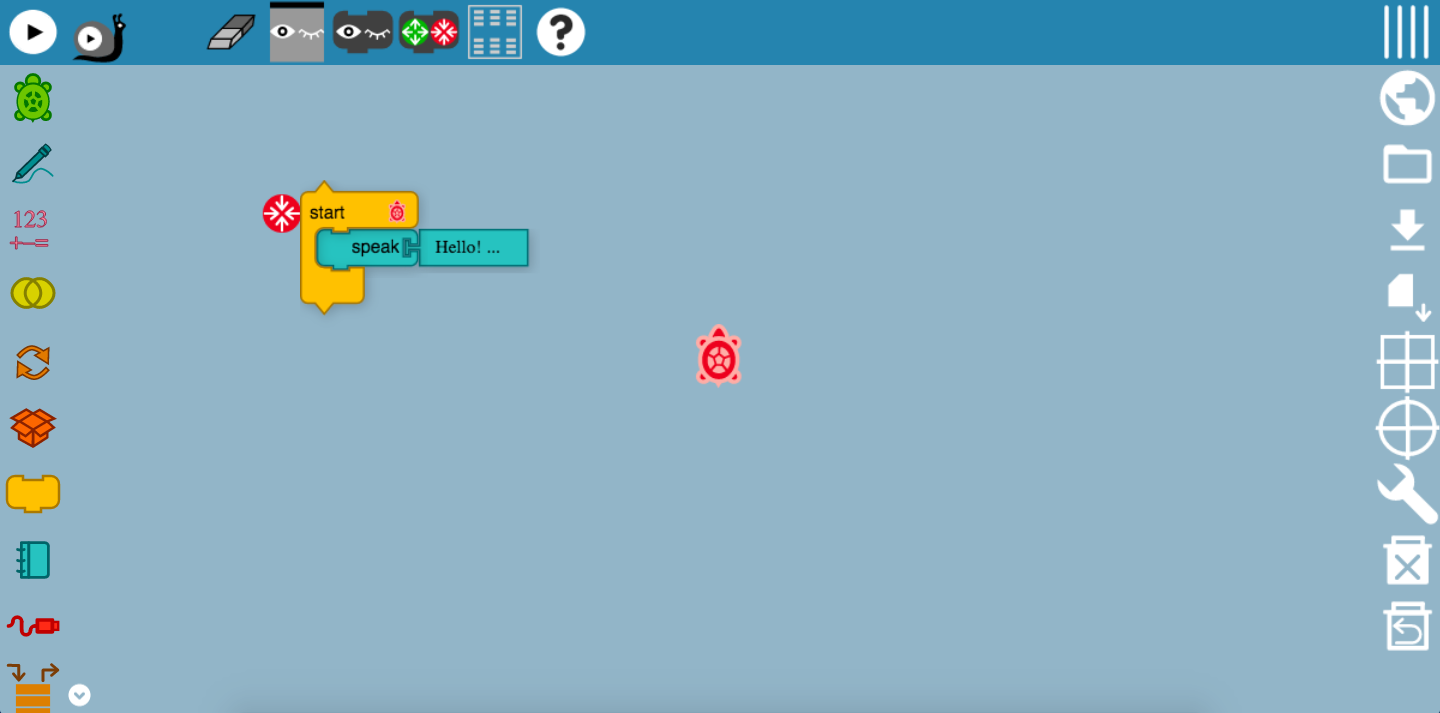 ?
123
+−=
start
speak
Hello! ...